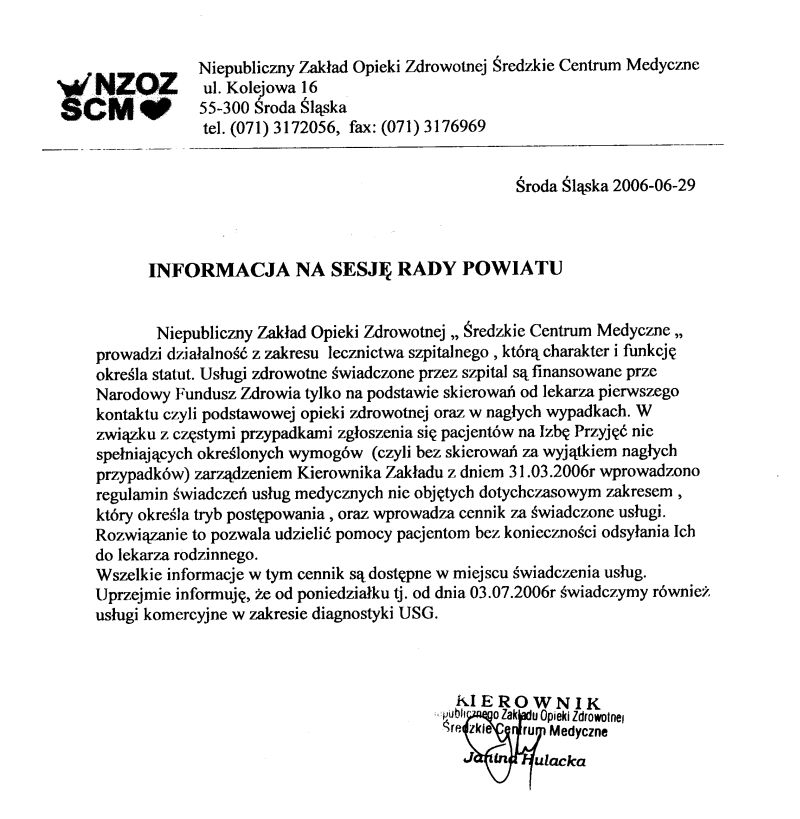 NZOZ
SCM
Niepubliczny Zakład Opieki Zdrowotnej Średzkie Centrum Medyczne
ul. Kolejowa 16
55-300 Środa Śląska
tel. (071) 3172056, fax: (071) 3176969
Środa Śląska 2006-06-29
INFORMACJA NA SESJĘ RADY POWIATU
Niepubliczny Zakład Opieki Zdrowotnej „ Średzkie Centrum Medyczne „
prowadzi działalność z zakresu lecznictwa szpitalnego , którą charakter i funkcję
określa statut. Usługi zdrowotne świadczone przez szpital są finansowane prze
Narodowy Fundusz Zdrowia tylko na podstawie skierowań od lekarza pierwszego
kontaktu czyli podstawowej opieki zdrowotnej oraz w nagłych wypadkach. W
związku z częstymi przypadkami zgłoszenia się pacjentów na Izbę Przyjęć nie
spełniających określonych wymogów (czyli bez skierowań za wyjątkiem nagłych
przypadków) zarządzeniem Kierownika Zakładu z dniem 31.03.2006r wprowadzono
regulamin świadczeń usług medycznych nie objętych dotychczasowym zakresem ,
który określa tryb postępowania , oraz wprowadza cennik za świadczone usługi.
Rozwiązanie to pozwala udzielić pomocy pacjentom bez konieczności odsyłania Ich
do lekarza rodzinnego.
Wszelkie informacje w tym cennik są dostępne w miejscu świadczenia usług.
Uprzejmie informuję, że od poniedziałku tj. od dnia 03.07.2006r świadczymy również
usługi komercyjne w zakresie diagnostyki USG.
KIEROWNIK
publicznego Zakładu Opieki Zdrowotnej
Średzkie Centrum Medyczne
Janina Hulacka